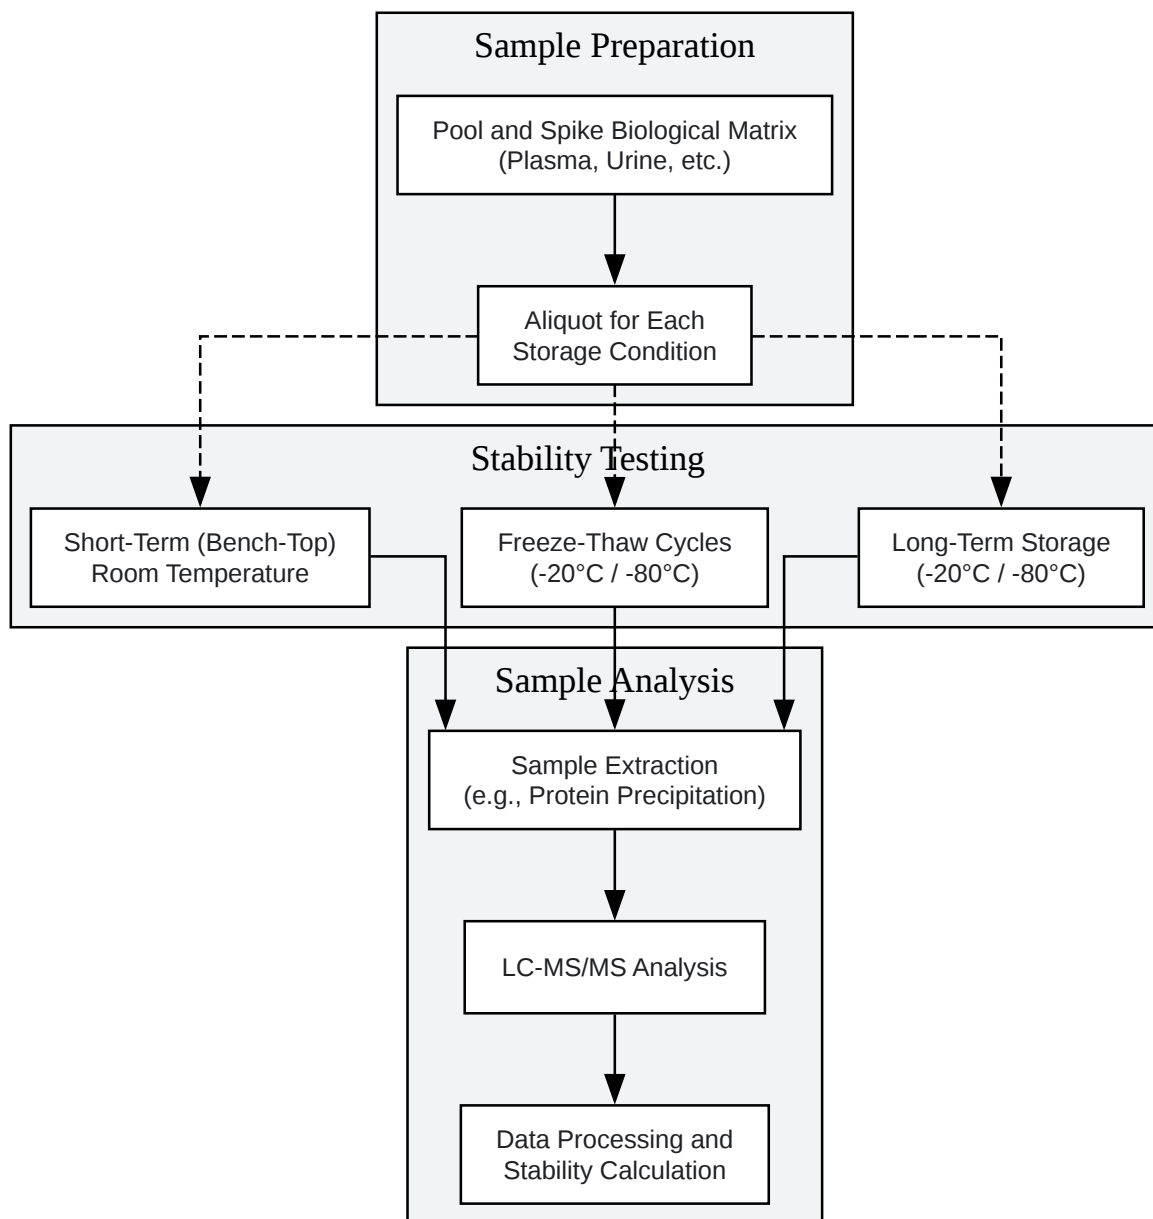 Sample Preparation
Pool and Spike Biological Matrix
(Plasma, Urine, etc.)
Aliquot for Each
Storage Condition
Stability Testing
Short-Term (Bench-Top)
Room Temperature
Freeze-Thaw Cycles
(-20°C / -80°C)
Long-Term Storage
(-20°C / -80°C)
Sample Analysis
Sample Extraction
(e.g., Protein Precipitation)
LC-MS/MS Analysis
Data Processing and
Stability Calculation